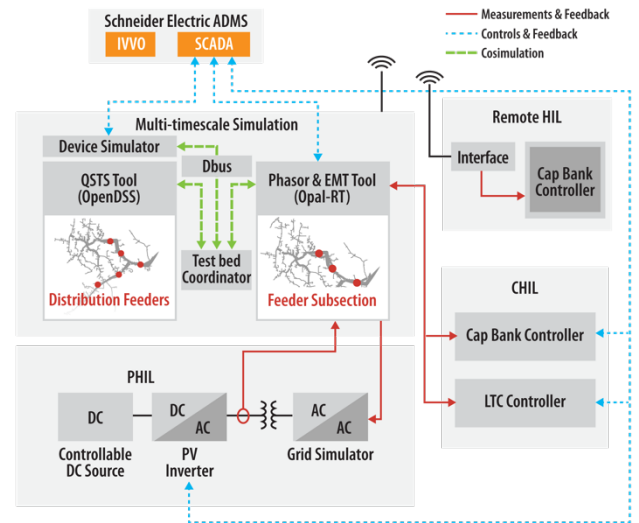 Schneider Electric ADMS
IVVO
SCADA
Measurements & Feedback
Controls & Feedback
Cosimulation
Multi-timescale Simulation
Device Simulator
Dbus
QSTS Tool
(OpenDSS)
Phasor & EMT Tool
(Opal-RT)
Distribution Feeders
Test bed
Coordinator
Feeder Subsection
Remote HIL
Interface
Cap Bank
Controller
CHIL
Cap Bank Controller
LTC Controller
PHIL
DC
DC
AC
AC
AC
Controllable
DC Source
PV
Inverter
Grid Simulator